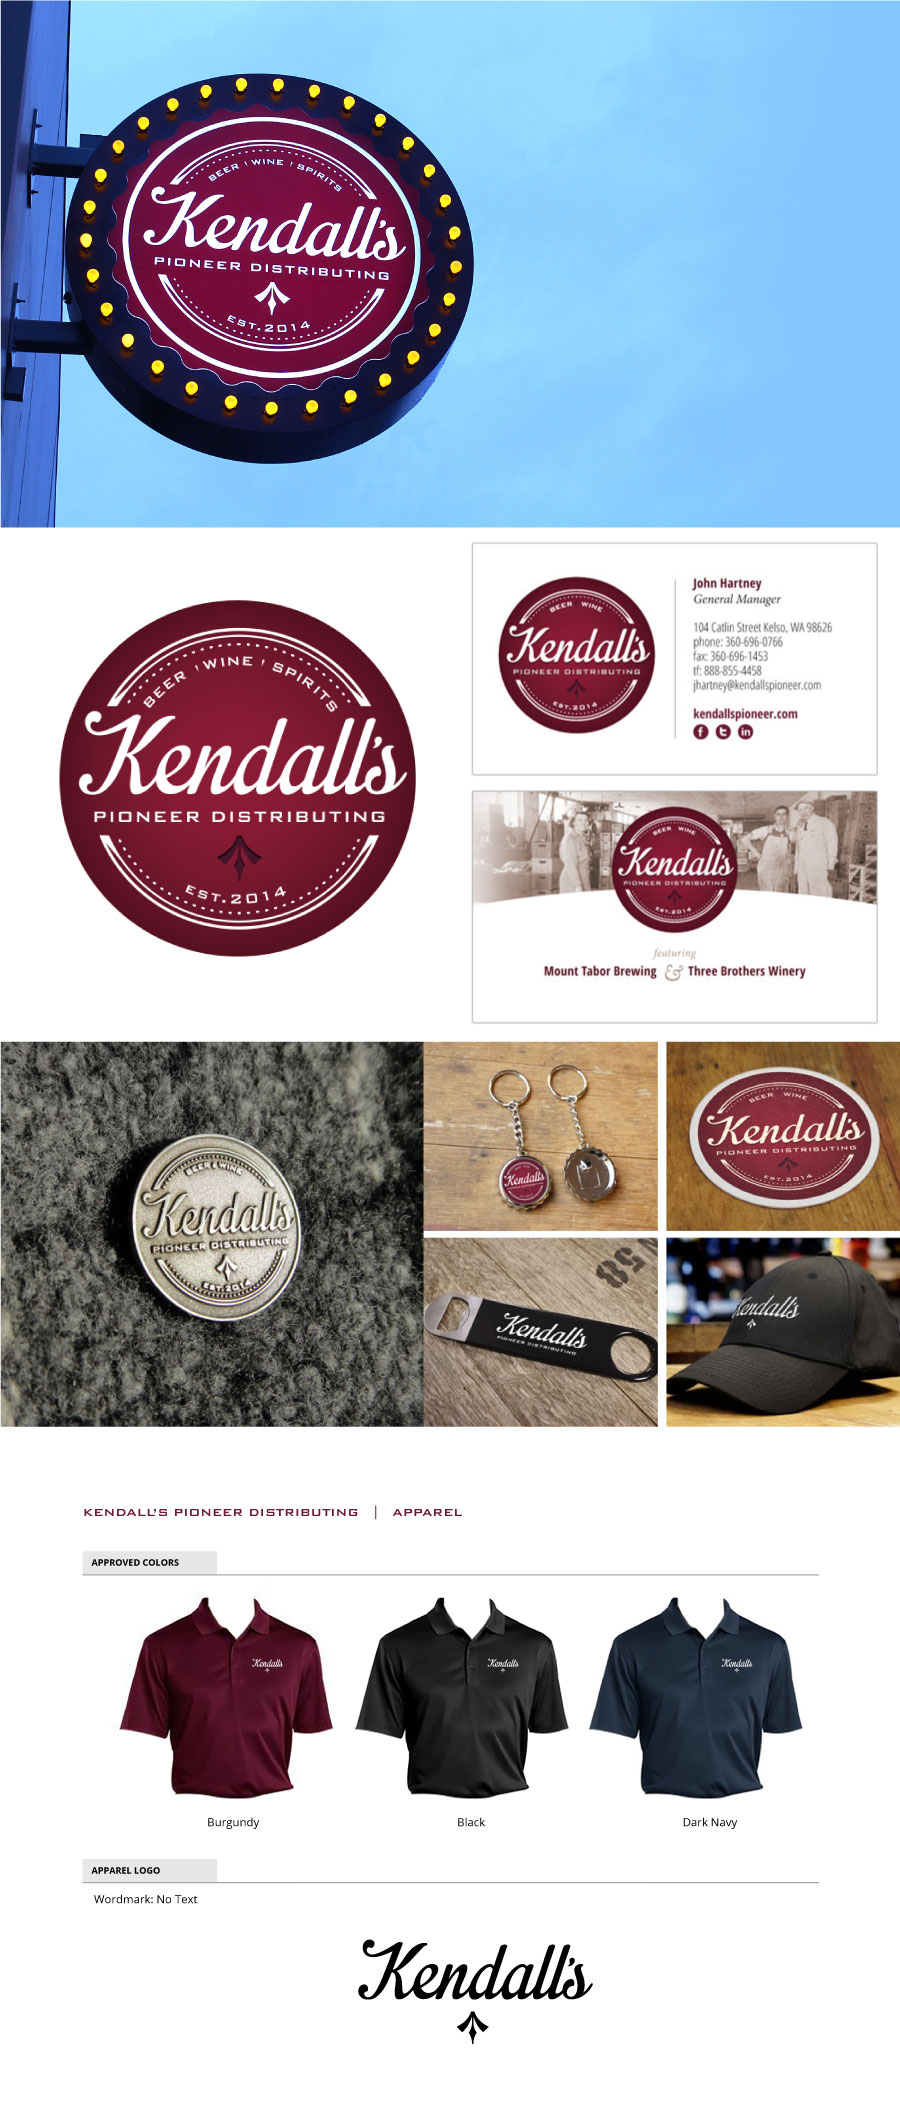 BEER | WINE | SPIRITS
Kendall's
PIONEER DISTRIBUTING
EST. 2014
BEER | WINE | SPIRITS
Kendall's
PIONEER DISTRIBUTING
EST. 2014
BEER WINE
Kendall's
PIONEER DISTRIBUTING
EST. 2014
John Hartney
General Manager
104 Catlin Street Kelso, WA 98626
phone: 360-696-0766
fax: 360-696-1453
tf: 888-855-4458
jhartney@kendallspioneer.com
kendallspioneer.com
BEER WINE
Kendall's
PIONEER DISTRIBUTING
EST. 2014
featuring
Mount Tabor Brewing & Three Brothers Winery
BEER WINE
Kendall's
PIONEER DISTRIBUTING
EST. 2014
Kendall's
BEER WINE
Kendall's
PIONEER DISTRIBUTING
EST. 2014
Kendall's
PIONEER DISTRIBUTING
Kendall's
KENDALL'S PIONEER DISTRIBUTING | APPAREL
APPROVED COLORS
Kendall's
Kendall's
Kendall's
Burgundy
Black
Dark Navy
APPAREL LOGO
Wordmark: No Text
Kendall's